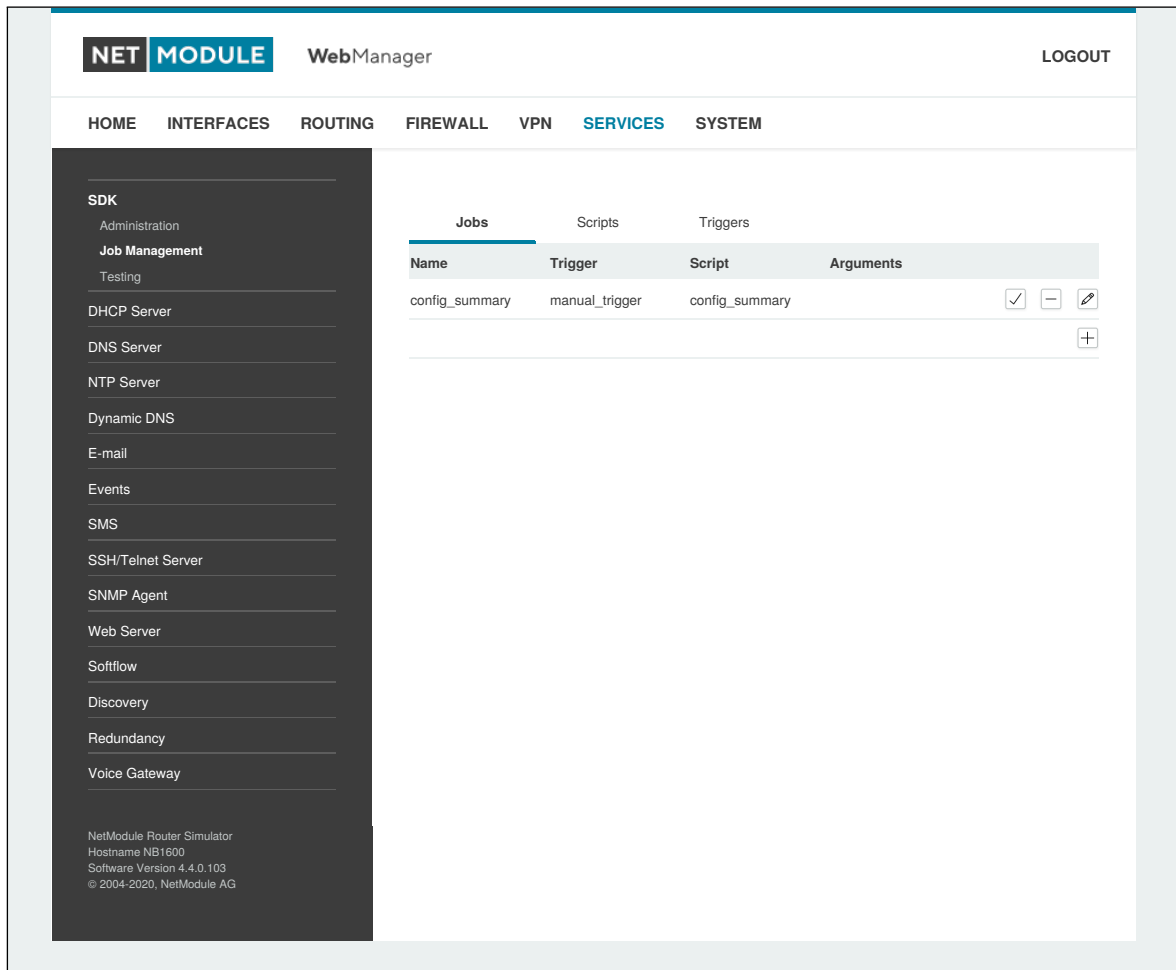 NET MODULE WebManager LOGOUT
HOME INTERFACES ROUTING FIREWALL VPN SERVICES SYSTEM
SDK
Administration
Job Management
Testing
DHCP Server
DNS Server
NTP Server
Dynamic DNS
E-mail
Events
SMS
SSH/Telnet Server
SNMP Agent
Web Server
Softflow
Discovery
Redundancy
Voice Gateway
NetModule Router Simulator
Hostname NB1600
Software Version 4.4.0.103
© 2004-2020, NetModule AG
Jobs Scripts Triggers
Name Trigger Script Arguments
config_summary manual_trigger config_summary